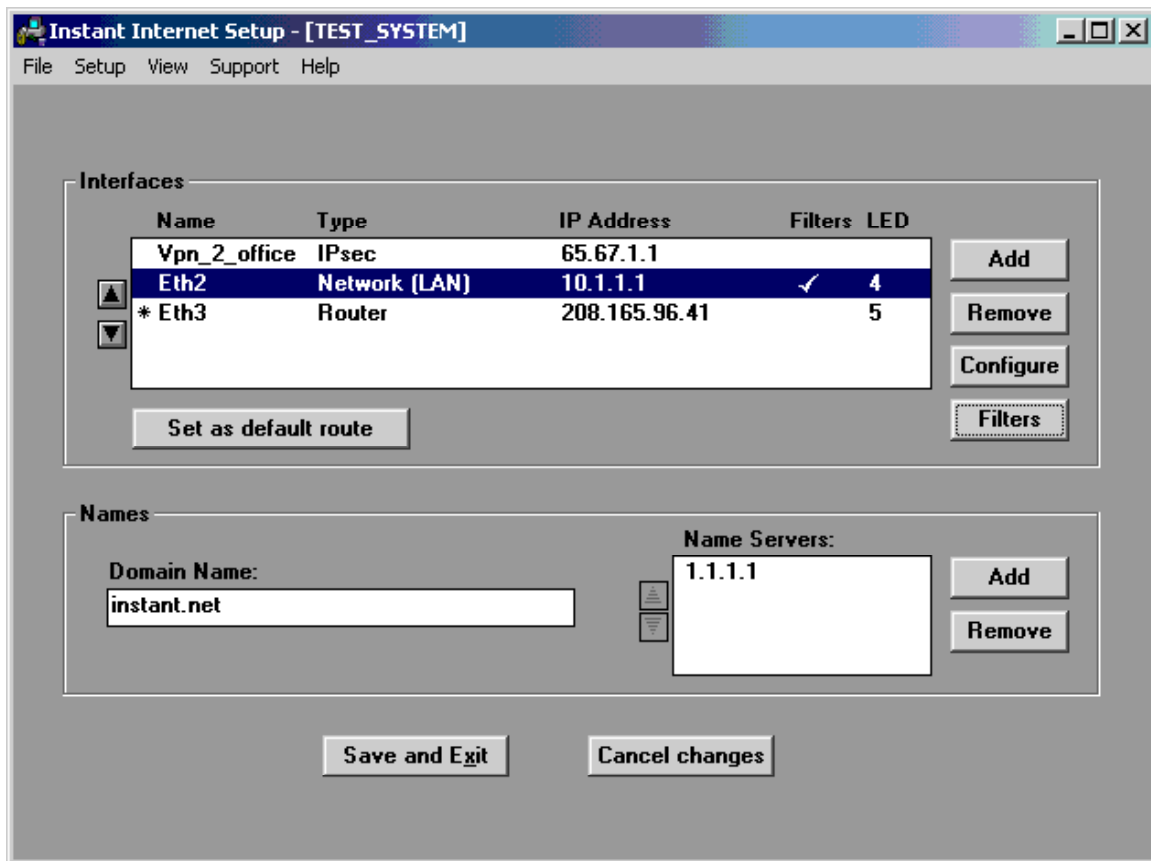 Instant Internet Setup - [TEST_SYSTEM]
File Setup View Support Help
Interfaces
Name Type IP Address Filters LED
Vpn_2_office IPsec 65.67.1.1
Eth2 Network (LAN) 10.1.1.1 ✓ 4
* Eth3 Router 208.165.96.41 5
Add
Remove
Configure
Filters
Set as default route
Names
Domain Name:
instant.net
Name Servers:
1.1.1.1
Add
Remove
Save and Exit
Cancel changes